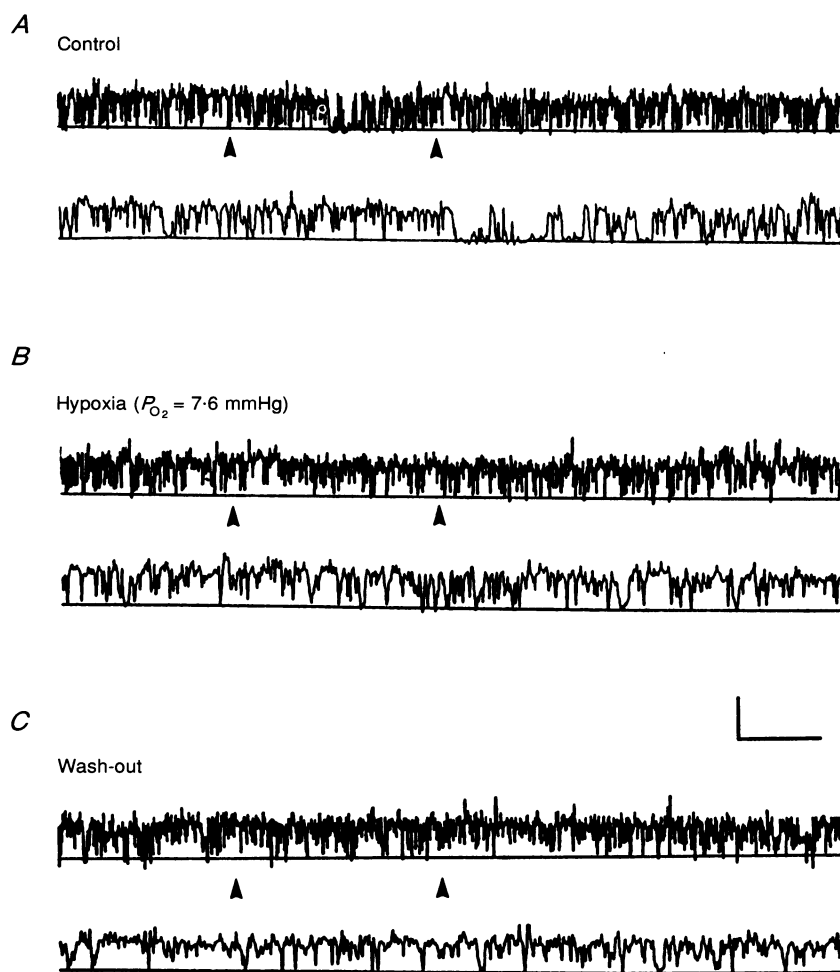 A
Control
B
Hypoxia (PO₂ = 7·6 mmHg)
C
Wash-out